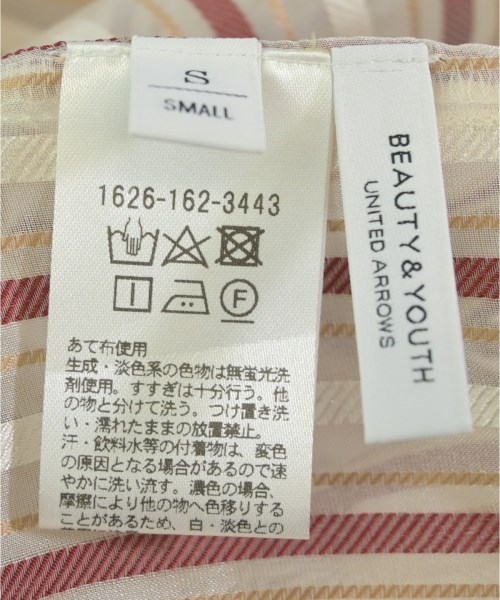 S
SMALL
1626-162-3443
F
あて布使用
生成・淡色系の色物は無蛍光洗
剤使用。すすぎは十分行う。他
の物と分けて洗う。つけ置き洗
い・濡れたままの放置禁止。
汗・飲料水等の付着物は、変色
の原因となる場合があるので速
やかに洗い流す。濃色の場合、
摩擦により他の物へ色移りする
ことがあるため、白・淡色との
BEAUTY & YOUTH
UNITED ARROWS